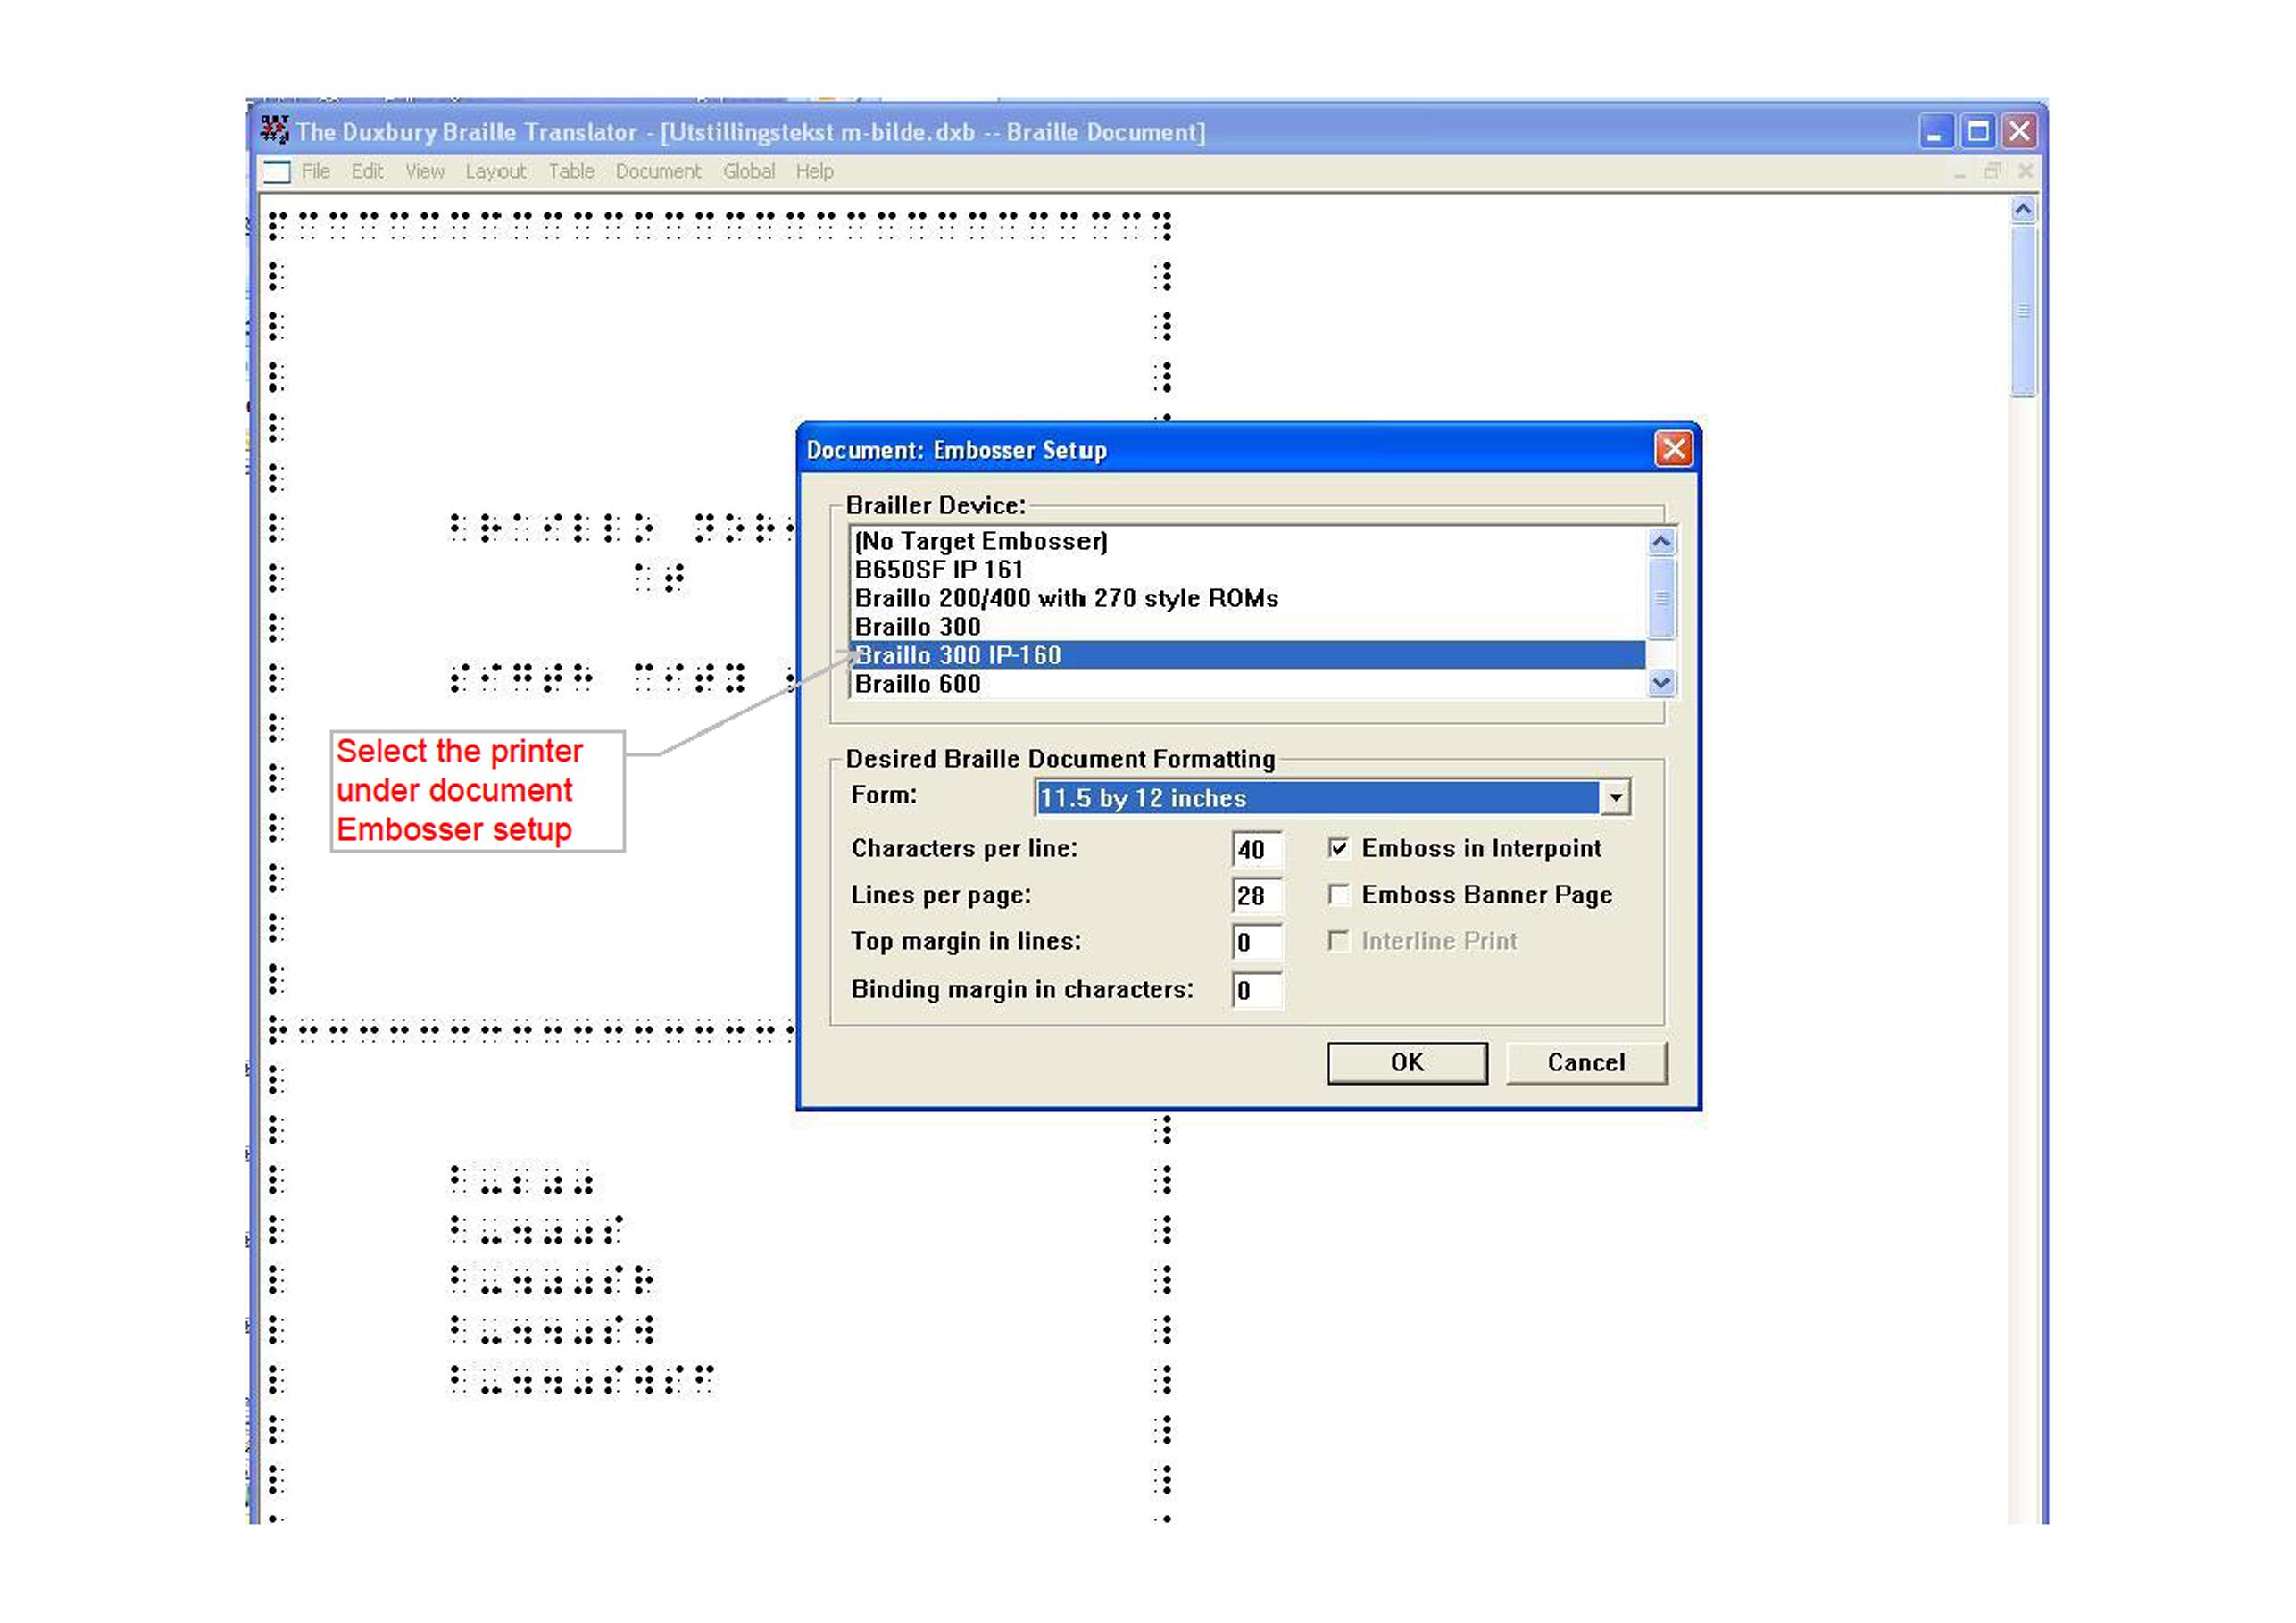 The Duxbury Braille Translator - [Utstillingstekst m-bilde.dxb -- Braille Document]
File Edit View Layout Table Document Global Help
Document: Embosser Setup
Brailler Device:
(No Target Embosser)
B650SF IP 161
Braillo 200/400 with 270 style ROMs
Braillo 300
Braillo 300 IP-160
Braillo 600
Select the printer
under document
Embosser setup
Desired Braille Document Formatting
Form: 11.5 by 12 inches
Characters per line: 40 Emboss in Interpoint
Lines per page: 28 Emboss Banner Page
Top margin in lines: 0 Interline Print
Binding margin in characters: 0
OK Cancel